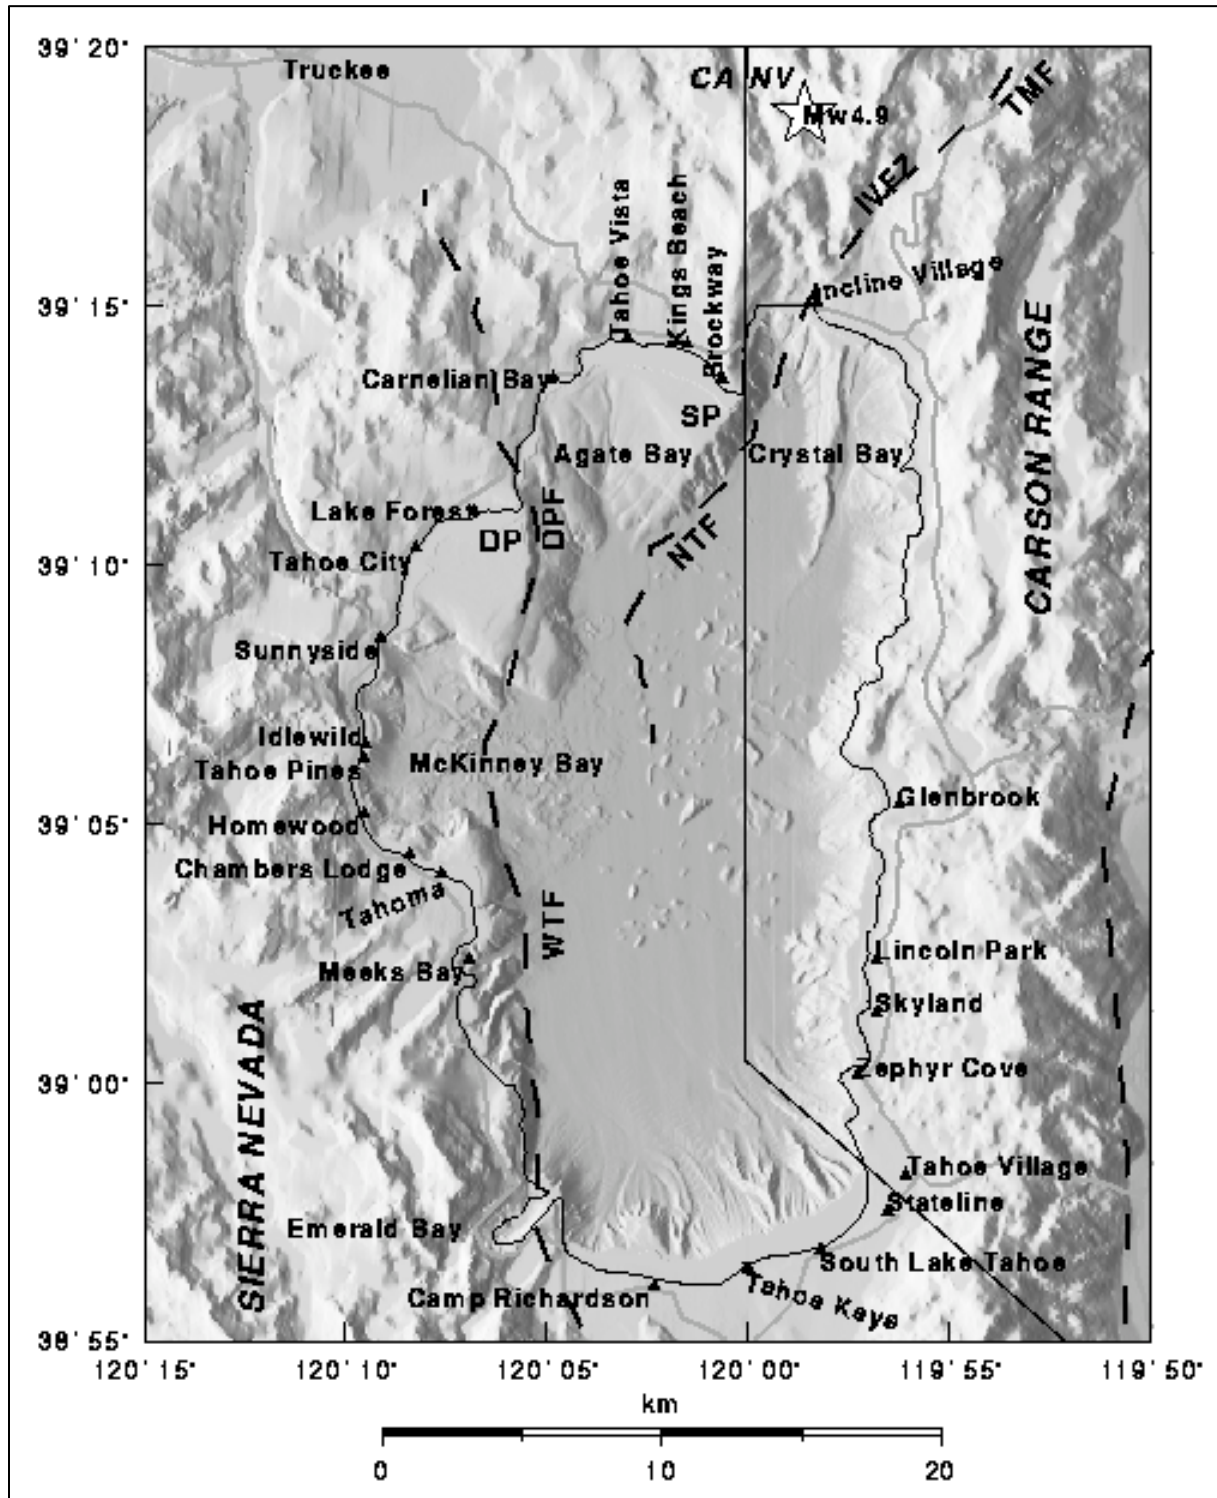 39° 20'
Truckee
CA NV
Mw4.9
TMF
IVFZ
Tahoe Vista
Kings Beach
Brockway
Incline Village
39° 15'
CARSON RANGE
Carnelian Bay
SP
Agate Bay
Crystal Bay
Lake Forest
DP
DPF
NTF
39° 10'
Tahoe City
Sunnyside
Idlewild
McKinney Bay
Tahoe Pines
Glenbrook
39° 05'
Homewood
Chambers Lodge
Tahoma
WTF
Lincoln Park
Meeks Bay
Skyland
SIERRA NEVADA
39° 00'
Zephyr Cove
Tahoe Village
Stateline
Emerald Bay
South Lake Tahoe
Camp Richardson
Tahoe Keys
38° 55'
120° 15' 120° 10' 120° 05' 120° 00' 119° 55' 119° 50'
km
0 10 20